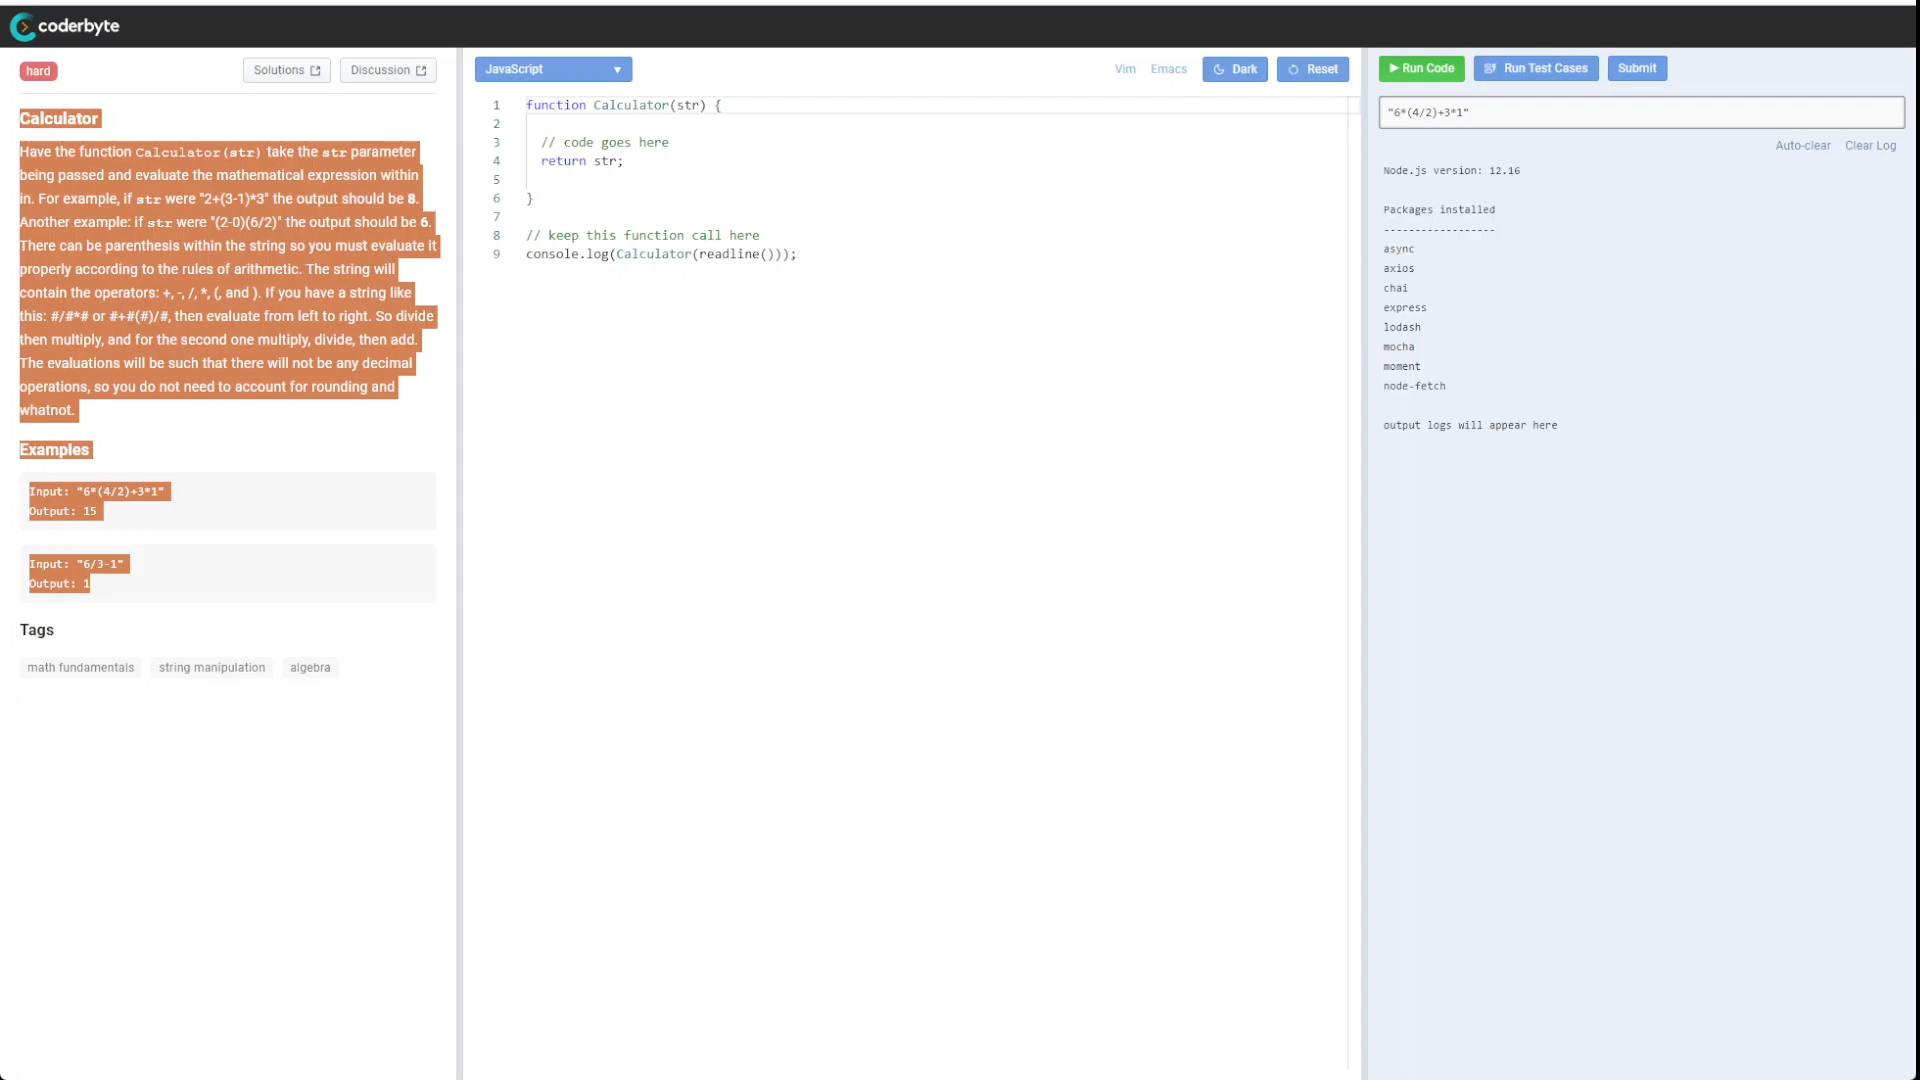 coderbyte
hard
Solutions
Discussion
Calculator
Have the function Calculator(str) take the str parameter
being passed and evaluate the mathematical expression within
in. For example, if str were "2+(3-1)*3" the output should be 8.
Another example: if str were "(2-0)(6/2)" the output should be 6.
There can be parenthesis within the string so you must evaluate it
properly according to the rules of arithmetic. The string will
contain the operators: +, -, /, *, (, and ). If you have a string like
this: #/#*# or #+#(#)/#, then evaluate from left to right. So divide
then multiply, and for the second one multiply, divide, then add.
The evaluations will be such that there will not be any decimal
operations, so you do not need to account for rounding and
whatnot.
Examples
Input: "6*(4/2)+3*1"
Output: 15
Input: "6/3-1"
Output: 1
Tags
math fundamentals string manipulation algebra
JavaScript
Vim Emacs Dark Reset
1 function Calculator(str) {
2
3 // code goes here
4 return str;
5
6 }
7
8 // keep this function call here
9 console.log(Calculator(readline()));
Run Code Run Test Cases Submit
"6*(4/2)+3*1"
Auto-clear Clear Log
Node.js version: 12.16
Packages installed
------------------
async
axios
chai
express
lodash
mocha
moment
node-fetch
output logs will appear here